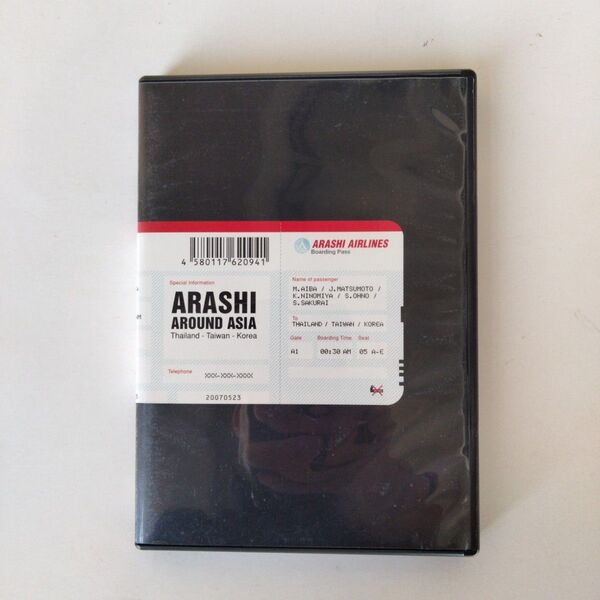 4 580117 620941
Special Information
ARASHI
AROUND ASIA
Thailand - Taiwan - Korea
Telephone
XXX-XXX-XXXX
20070523
ARASHI AIRLINES
Boarding Pass
Name of passenger
M.AIBA / J.MATSUMOTO /
K.NINOMIYA / S.OHNO /
S.SAKURAI
To
THAILAND / TAIWAN / KOREA
Gate Boarding Time Seat
A1 00:30 AM 05 A-E